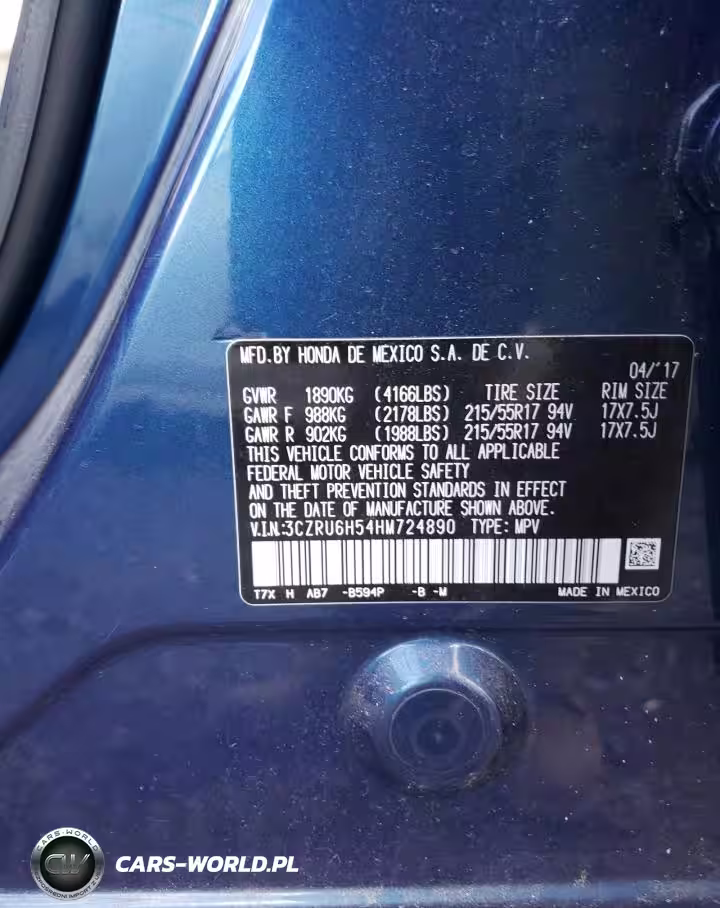 MFD.BY HONDA DE MEXICO S.A. DE C.V.
04/'17
GVWR 1890KG (4166LBS) TIRE SIZE RIM SIZE
GAWR F 988KG (2178LBS) 215/55R17 94V 17X7.5J
GAWR R 902KG (1988LBS) 215/55R17 94V 17X7.5J
THIS VEHICLE CONFORMS TO ALL APPLICABLE
FEDERAL MOTOR VEHICLE SAFETY
AND THEFT PREVENTION STANDARDS IN EFFECT
ON THE DATE OF MANUFACTURE SHOWN ABOVE.
V.I.N:3CZRU6H54HM724890 TYPE: MPV
T7X H AB7 -B594P -B -M MADE IN MEXICO
CARS-WORLD
CW
CARS-WORLD.PL